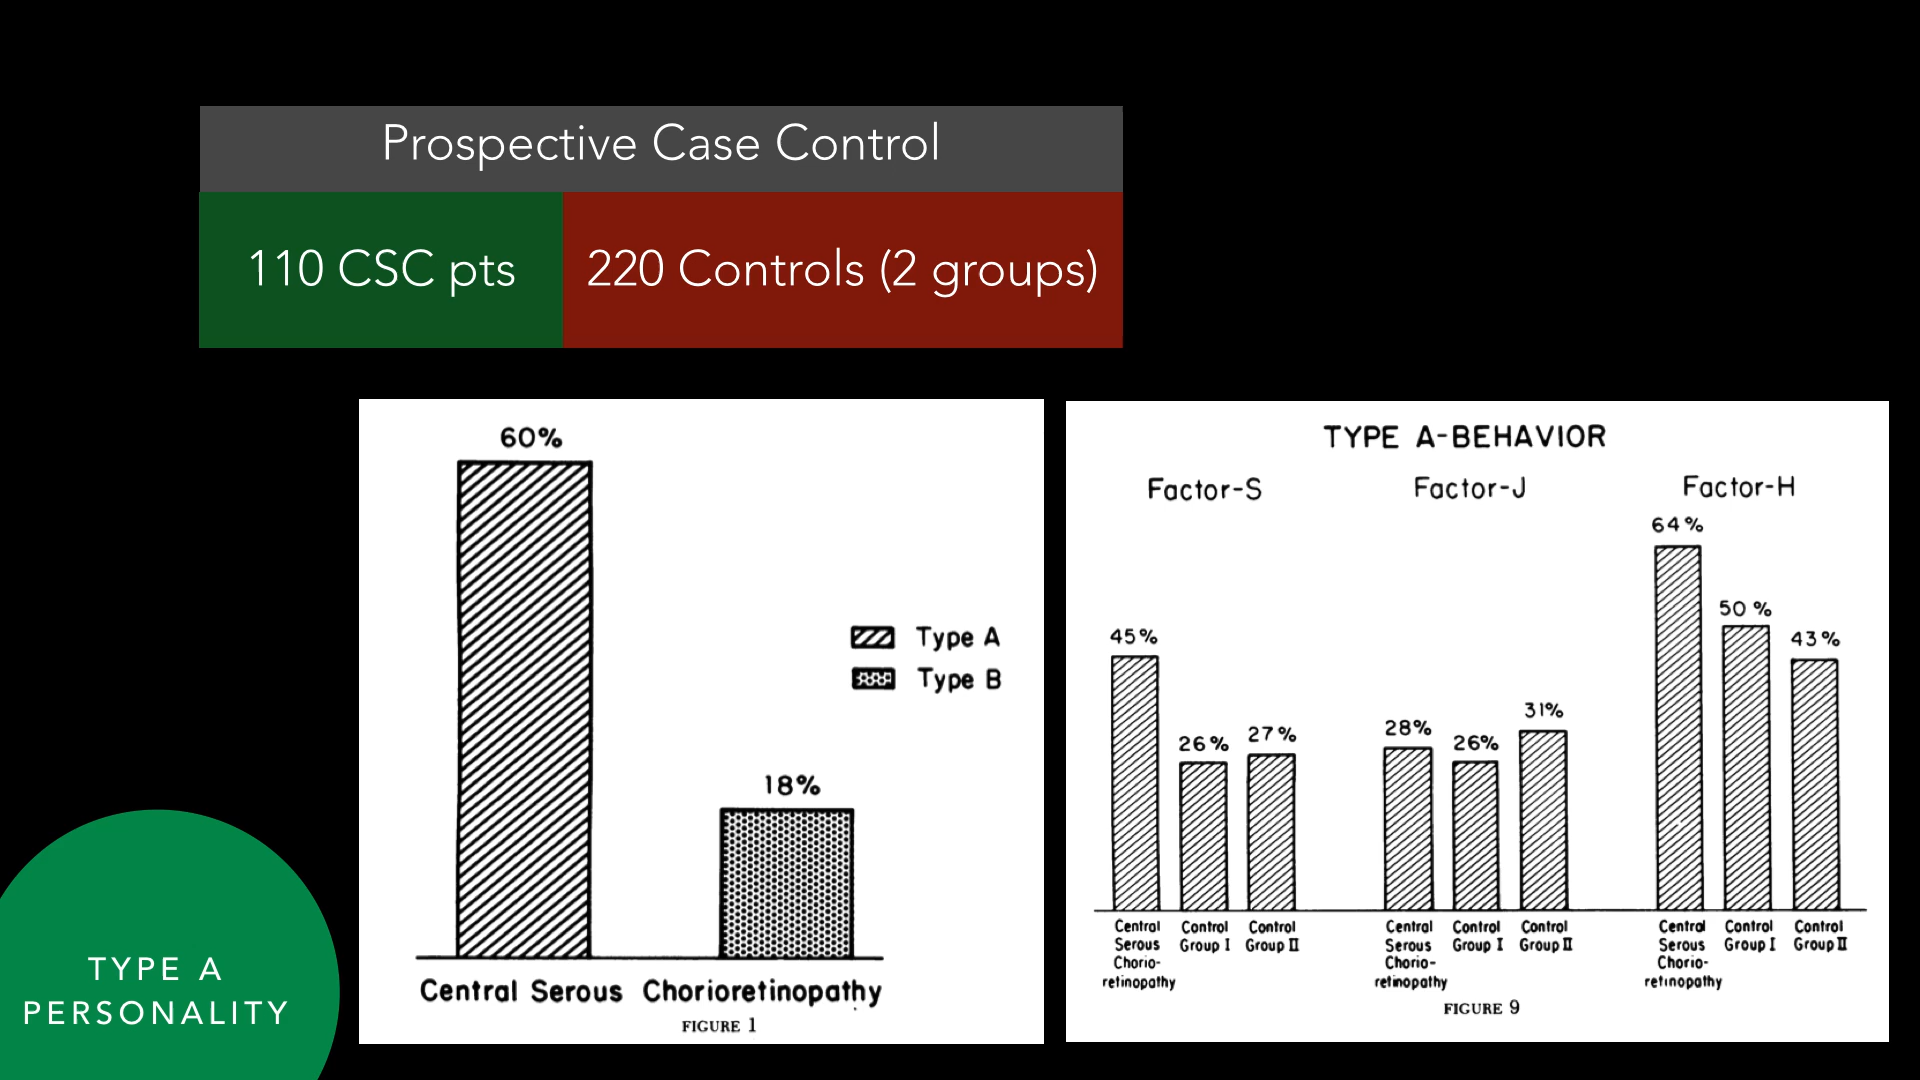 Prospective Case Control
110 CSC pts
220 Controls (2 groups)
60%
18%
Type A
Type B
Central Serous Chorioretinopathy
FIGURE 1
TYPE A-BEHAVIOR
Factor-S
Factor-J
Factor-H
45%
26%
27%
28%
26%
31%
64%
50%
43%
Central
Serous
Chorio-
retinopathy
Control
Group I
Control
Group II
Central
Serous
Chorio-
retinopathy
Control
Group I
Control
Group II
Central
Serous
Chorio-
retinopathy
Control
Group I
Control
Group II
FIGURE 9
TYPE A
PERSONALITY